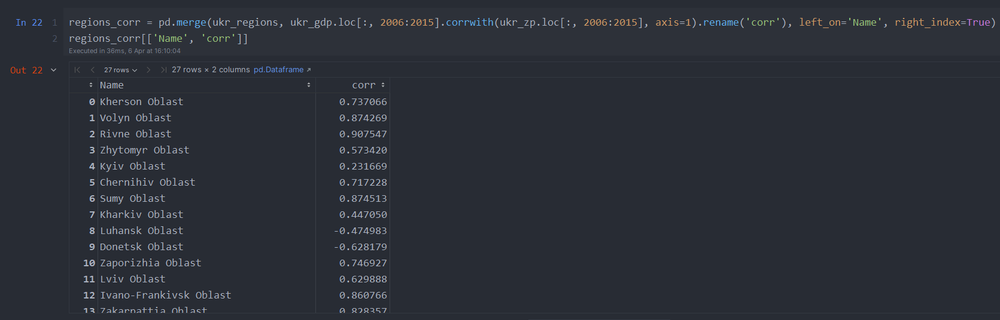 In 22 1 regions_corr = pd.merge(ukr_regions, ukr_gdp.loc[:, 2006:2015].corrwith(ukr_zp.loc[:, 2006:2015], axis=1).rename('corr'), left_on='Name', right_index=True)
2 regions_corr[['Name', 'corr']]
Executed in 36ms, 6 Apr at 16:10:04
Out 22 27 rows 27 rows × 2 columns pd.Dataframe
Name corr
0 Kherson Oblast 0.737066
1 Volyn Oblast 0.874269
2 Rivne Oblast 0.907547
3 Zhytomyr Oblast 0.573420
4 Kyiv Oblast 0.231669
5 Chernihiv Oblast 0.717228
6 Sumy Oblast 0.874513
7 Kharkiv Oblast 0.447050
8 Luhansk Oblast -0.474983
9 Donetsk Oblast -0.628179
10 Zaporizhia Oblast 0.746927
11 Lviv Oblast 0.629888
12 Ivano-Frankivsk Oblast 0.860766
13 Zakarpattia Oblast 0.828357